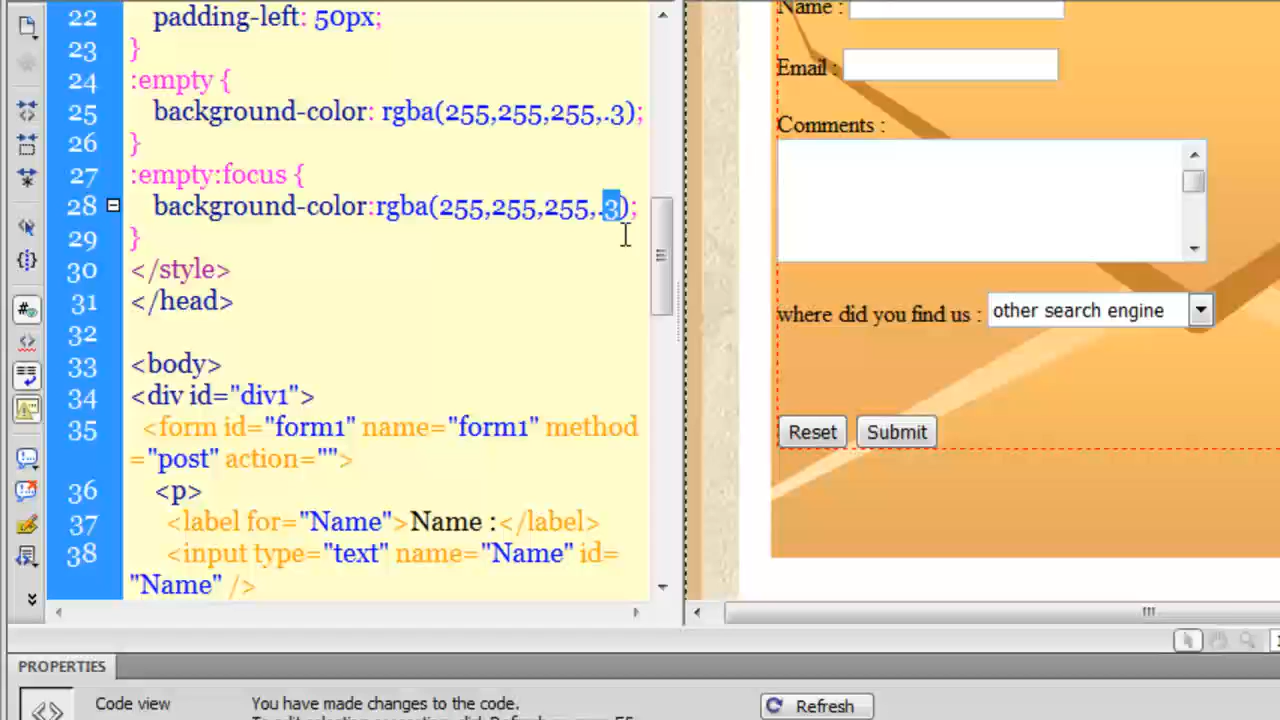 22 padding-left: 50px;
23 }
24 :empty {
25 background-color: rgba(255,255,255,.3);
26 }
27 :empty:focus {
28 background-color:rgba(255,255,255,.3);
29 }
30 </style>
31 </head>
32
33 <body>
34 <div id="div1">
35 <form id="form1" name="form1" method
="post" action="">
36 <p>
37 <label for="Name">Name :</label>
38 <input type="text" name="Name" id=
"Name" />
Name :
Email :
Comments :
where did you find us : other search engine
Reset Submit
PROPERTIES
Code view You have made changes to the code. Refresh